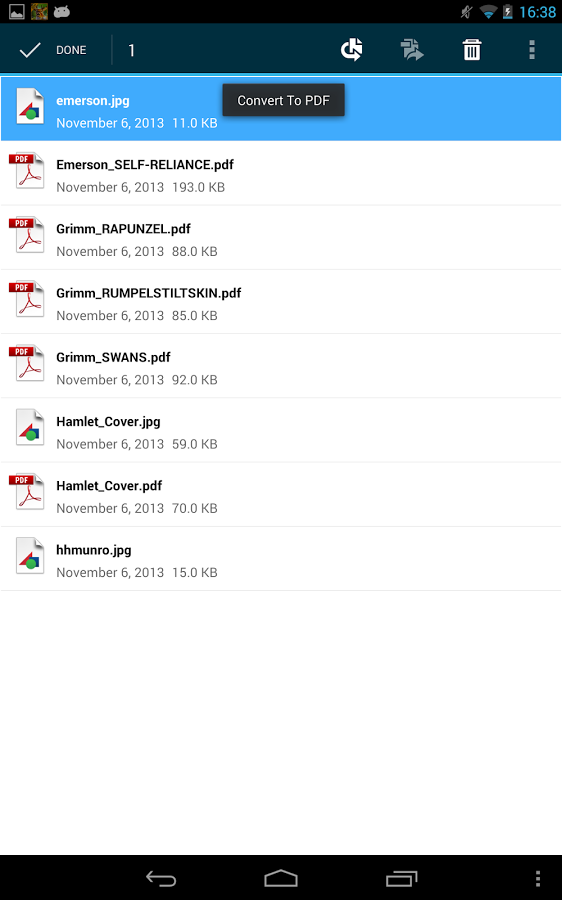 16:38
DONE 1
Convert To PDF
emerson.jpg
November 6, 2013 11.0 KB
PDF
Emerson_SELF-RELIANCE.pdf
November 6, 2013 193.0 KB
PDF
Grimm_RAPUNZEL.pdf
November 6, 2013 88.0 KB
PDF
Grimm_RUMPELSTILTSKIN.pdf
November 6, 2013 85.0 KB
PDF
Grimm_SWANS.pdf
November 6, 2013 92.0 KB
Hamlet_Cover.jpg
November 6, 2013 59.0 KB
PDF
Hamlet_Cover.pdf
November 6, 2013 70.0 KB
hhmunro.jpg
November 6, 2013 15.0 KB